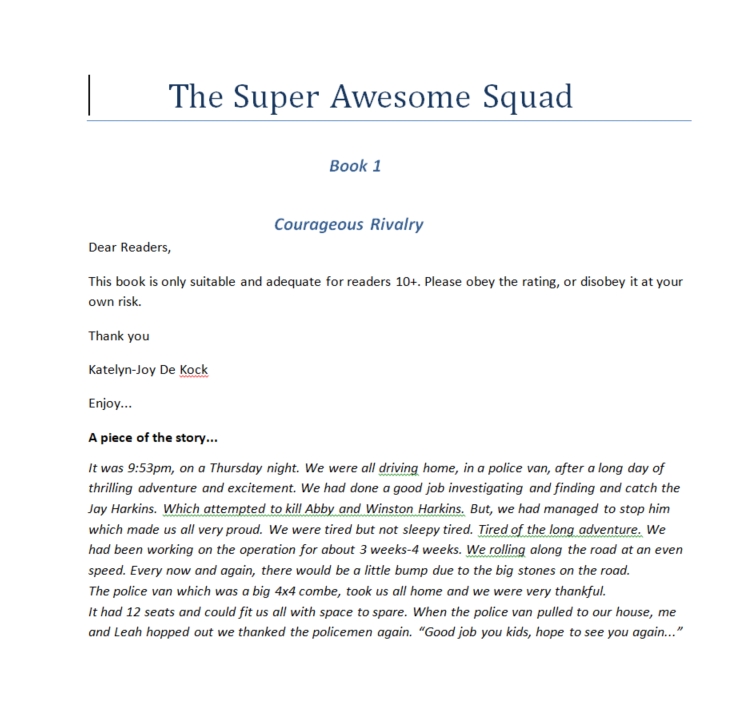 The Super Awesome Squad
Book 1
Courageous Rivalry
Dear Readers,
This book is only suitable and adequate for readers 10+. Please obey the rating, or disobey it at your
own risk.
Thank you
Katelyn-Joy De Kock
Enjoy...
A piece of the story...
It was 9:53pm, on a Thursday night. We were all driving home, in a police van, after a long day of
thrilling adventure and excitement. We had done a good job investigating and finding and catch the
Jay Harkins. Which attempted to kill Abby and Winston Harkins. But, we had managed to stop him
which made us all very proud. We were tired but not sleepy tired. Tired of the long adventure. We
had been working on the operation for about 3 weeks-4 weeks. We rolling along the road at an even
speed. Every now and again, there would be a little bump due to the big stones on the road.
The police van which was a big 4x4 combe, took us all home and we were very thankful.
It had 12 seats and could fit us all with space to spare. When the police van pulled to our house, me
and Leah hopped out we thanked the policemen again. “Good job you kids, hope to see you again...”